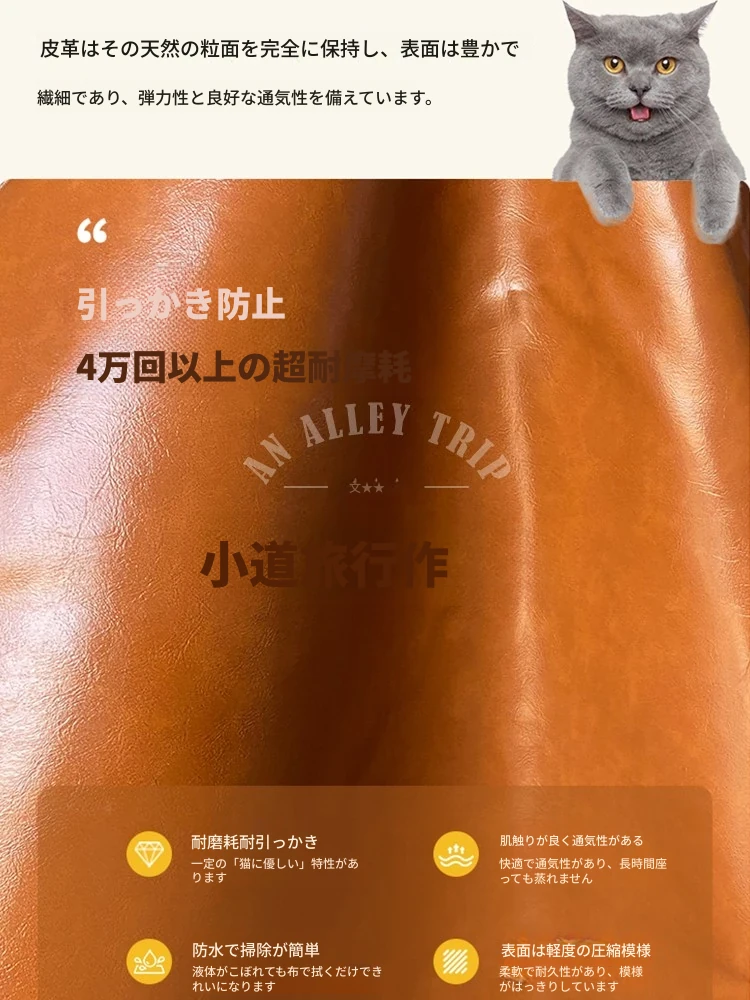 皮革はその天然の粒面を完全に保持し、表面は豊かで
繊細であり、弾力性と良好な通気性を備えています。
“
引っかき防止
4万回以上の超耐摩耗
AN ALLEY TRIP
文★★
小道旅行作
耐磨耗耐引っかき
一定の「猫に優しい」特性があ
ります
肌触りが良く通気性がある
快適で通気性があり、長時間座
っても蒸れません
防水で掃除が簡単
液体がこぼれても布で拭くだけでき
れいになります
表面は軽度の圧縮模様
柔軟で耐久性があり、模様
がはっきりしています